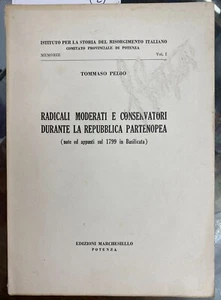 ISTITUTO PER LA STORIA DEL RISORGIMENTO ITALIANO
COMITATO PROVINCIALE DI POTENZA
MEMORIE Vol. I
TOMMASO PEDIO
RADICALI MODERATI E CONSERVATORI
DURANTE LA REPUBBLICA PARTENOPEA
(note ed appunti sul 1799 in Basilicata)
EDIZIONI MARCHESIELLO
POTENZA